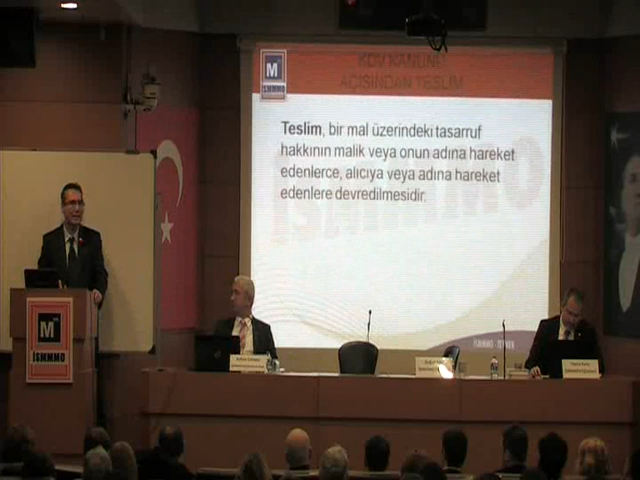 KDV KANUNU
AÇISINDAN TESLİM
M
İSMMMO
Teslim, bir mal üzerindeki tasarruf
hakkının malik veya onun adına hareket
edenlerce, alıcıya veya adına hareket
edenlere devredilmesidir.
M
İSMMMO